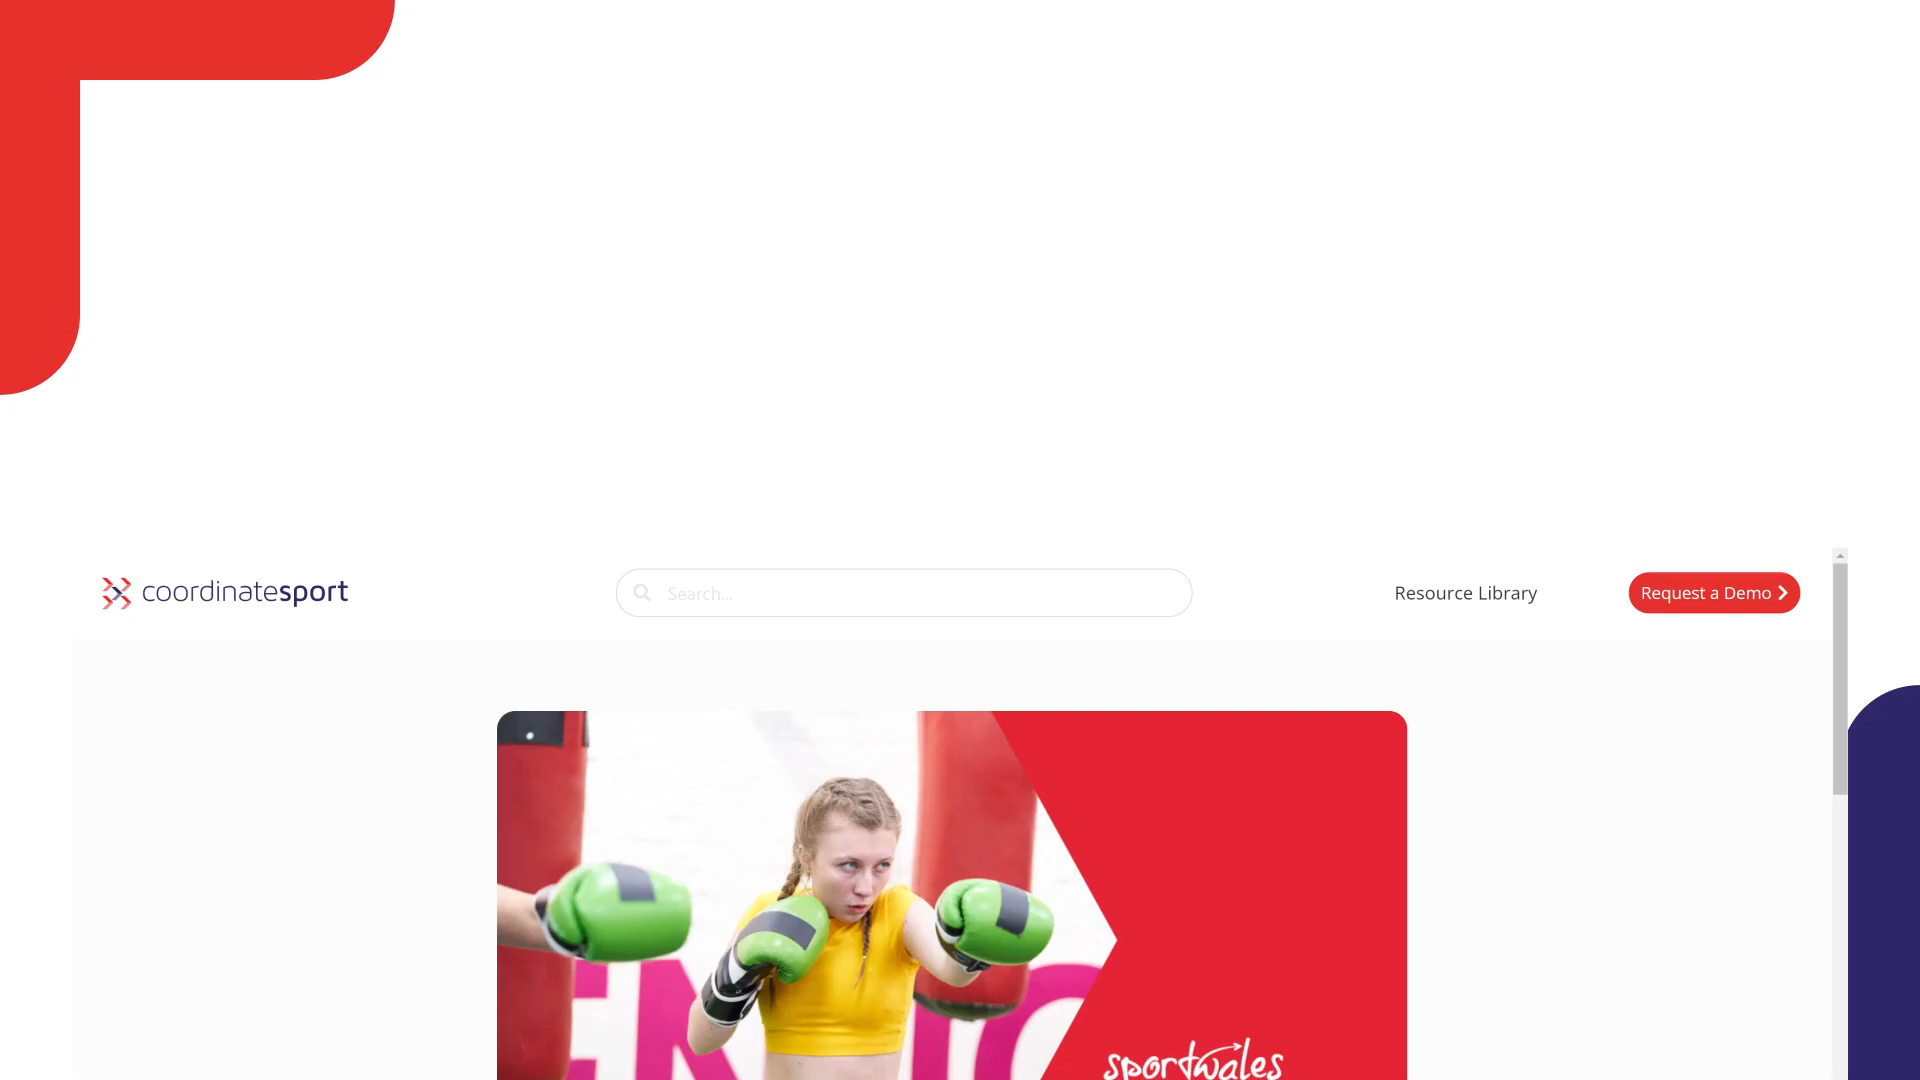 coordinatesport
Search...
Resource Library
Request a Demo
sportwales